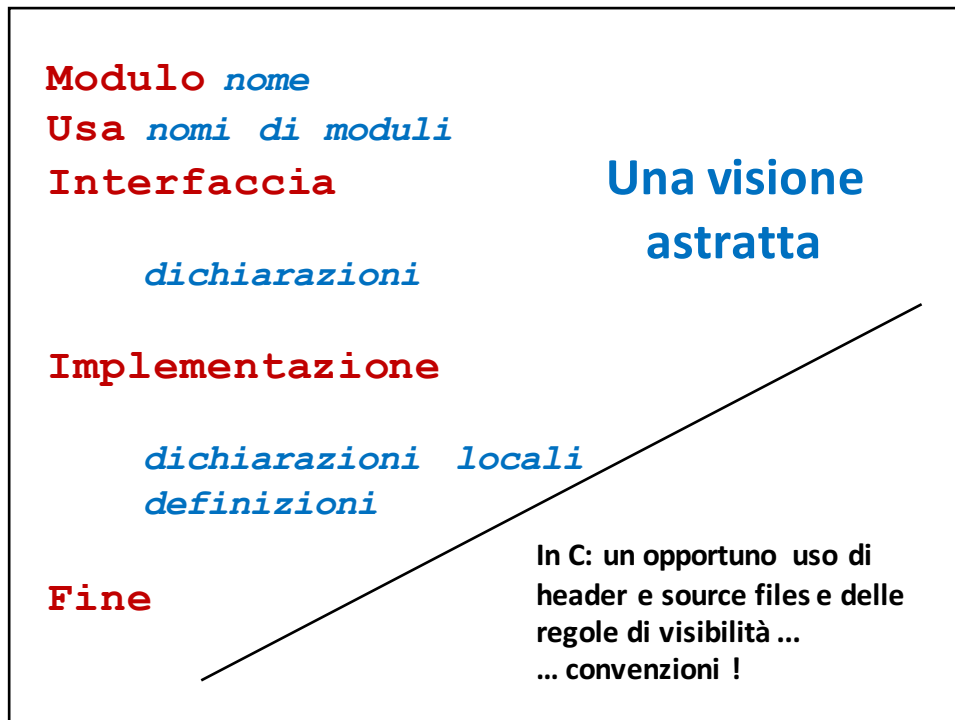 Modulo nome
Usa nomi di moduli
Interfaccia
Una visione
astratta
dichiarazioni
Implementazione
dichiarazioni locali
definizioni
Fine
In C: un opportuno uso di
header e source files e delle
regole di visibilità ...
... convenzioni !